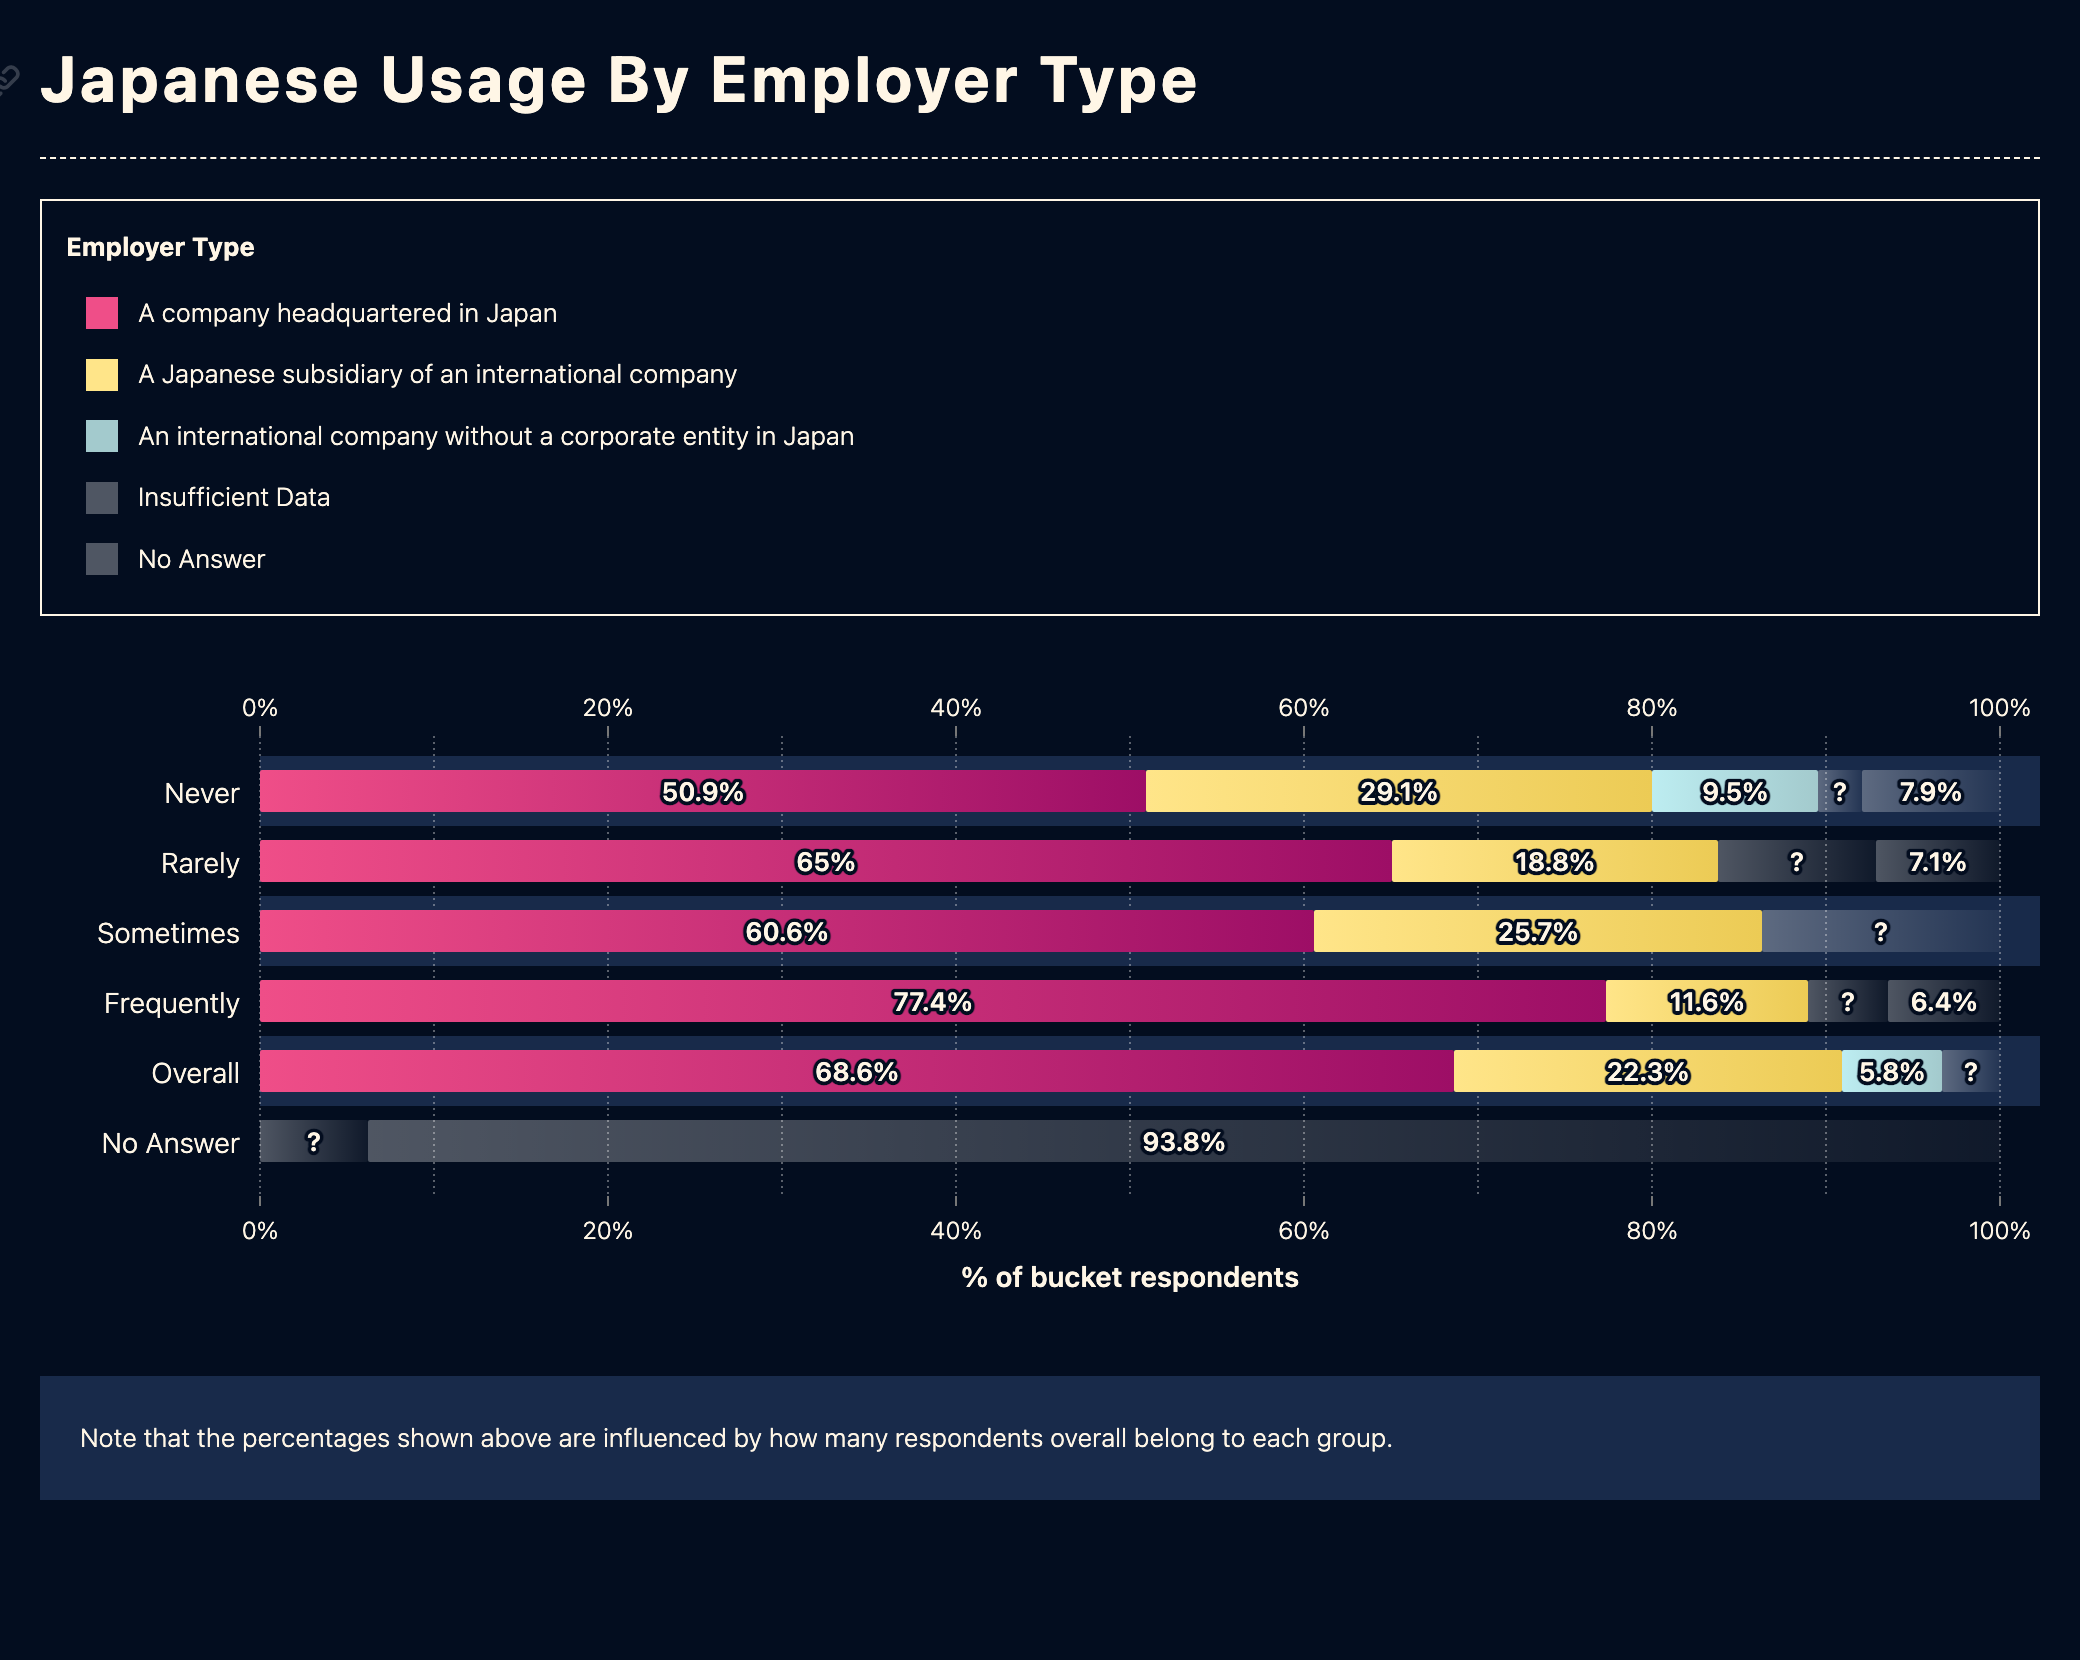 Japanese Usage By Employer Type
Employer Type
A company headquartered in Japan
A Japanese subsidiary of an international company
An international company without a corporate entity in Japan
Insufficient Data
No Answer
0% 20% 40% 60% 80% 100%
Never 50.9% 29.1% 9.5% ? 7.9%
Rarely 65% 18.8% ? 7.1%
Sometimes 60.6% 25.7% ?
Frequently 77.4% 11.6% ? 6.4%
Overall 68.6% 22.3% 5.8% ?
No Answer ? 93.8%
0% 20% 40% 60% 80% 100%
% of bucket respondents
Note that the percentages shown above are influenced by how many respondents overall belong to each group.